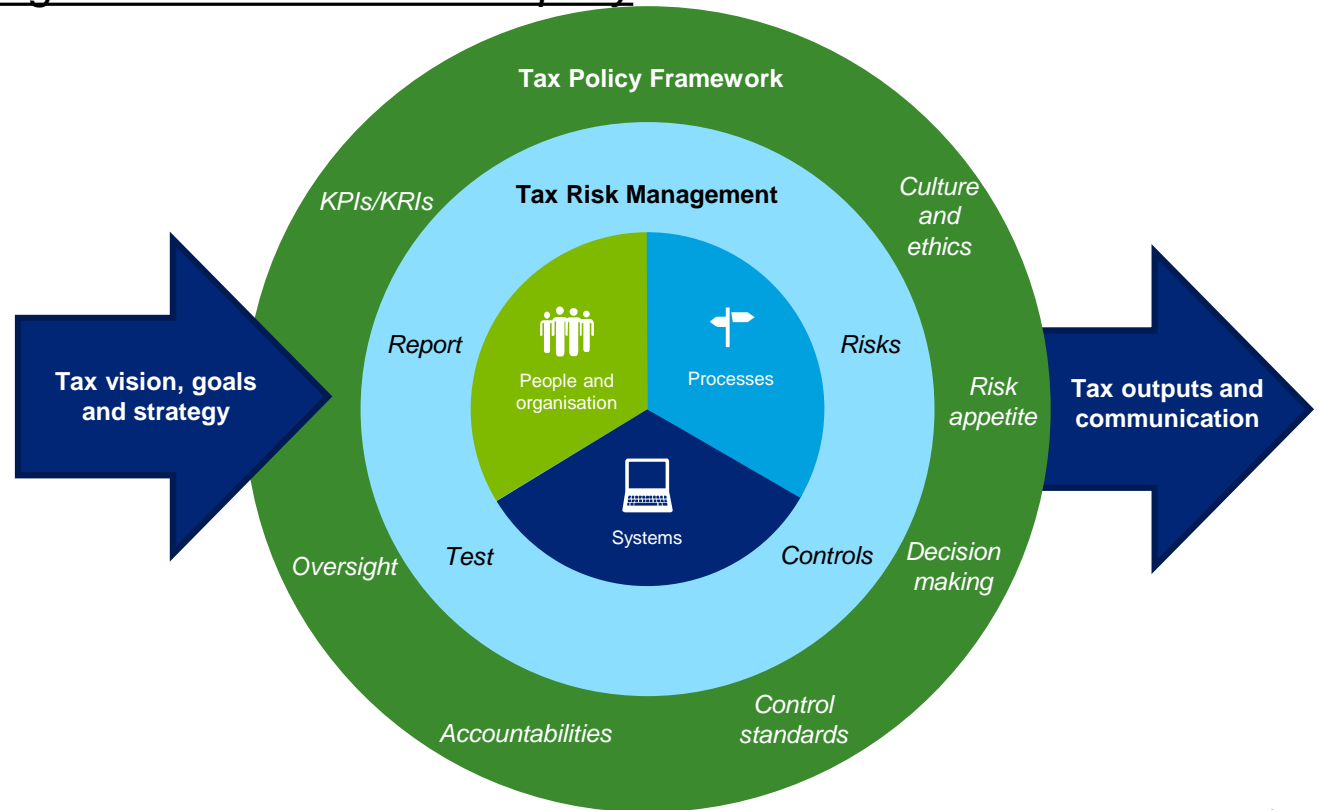 Tax Policy Framework
KPIs/KRIs
Culture
and
ethics
Tax Risk Management
Report
Risks
People and
organisation
Processes
Tax vision, goals
and strategy
Risk
appetite
Tax outputs and
communication
Systems
Oversight
Test
Controls
Decision
making
Accountabilities
Control
standards